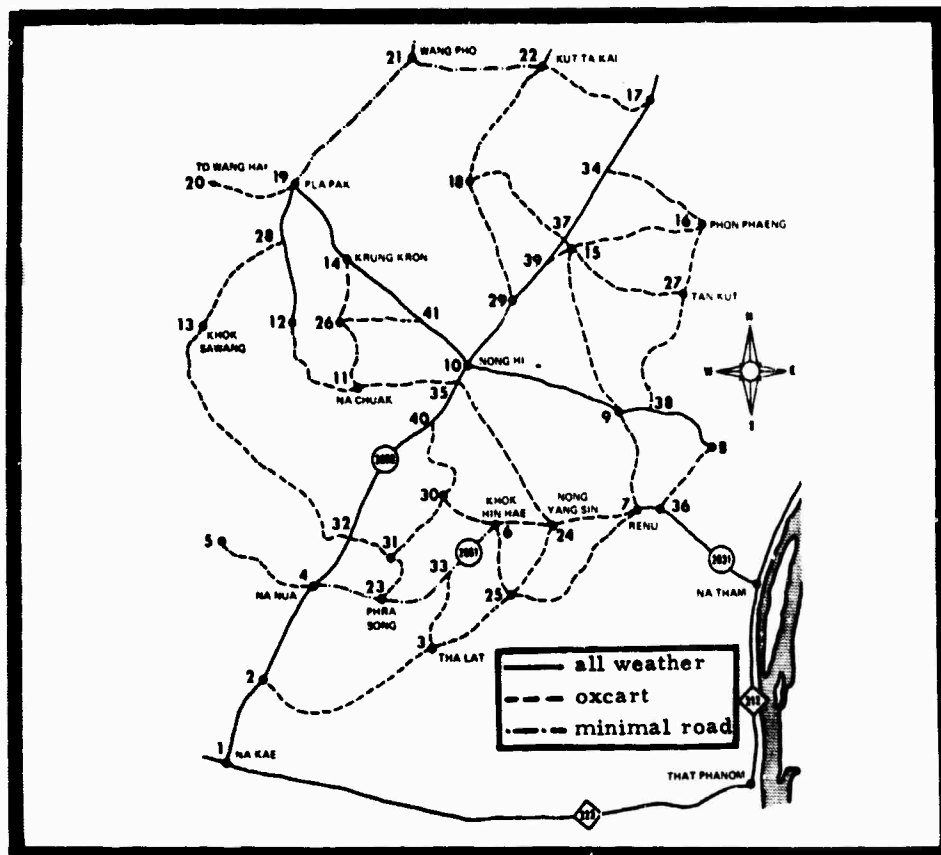 21 WANG PHO
22 KUT TA KAI
17
TO WANG HAI
20
19 PLA PAK
18
34
16 PHON PHAENG
28
37
15
39
14 KRUNG KRON
27 TAN KUT
29
13 KHOK SAWANG
12
26
41
N
W E
S
10 NONG HI
11 NA CHUAK
35
40
9
38
8
30
KHOK HIN HAE
6
NONG YANG SIN
24
7 RENU
36
32
31
5
33
2031
4 NA NUA
23 PHRA SONG
25
NA THAM
3 THA LAT
2
all weather
oxcart
minimal road
1 NA KAE
THAT PHANOM